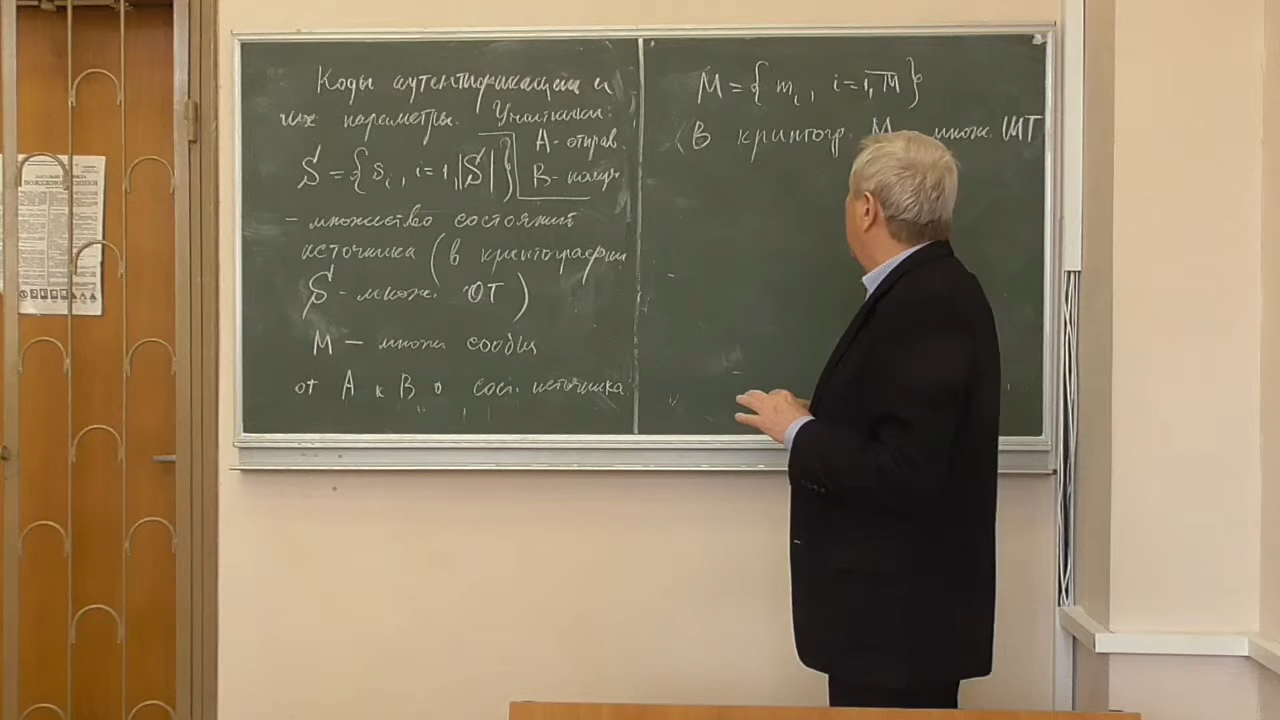 Коды аутентификации и
их параметры. Участники:
S = {s_i, i = 1,|S|} А - отправ.
В - получ.
– множество состояний
источника (в криптографии
S - множ. ОТ)
M – множ сообщ
от А к В о сост. источника
M = { m_i, i = 1, M }
(В криптогр. M множ. ШТ